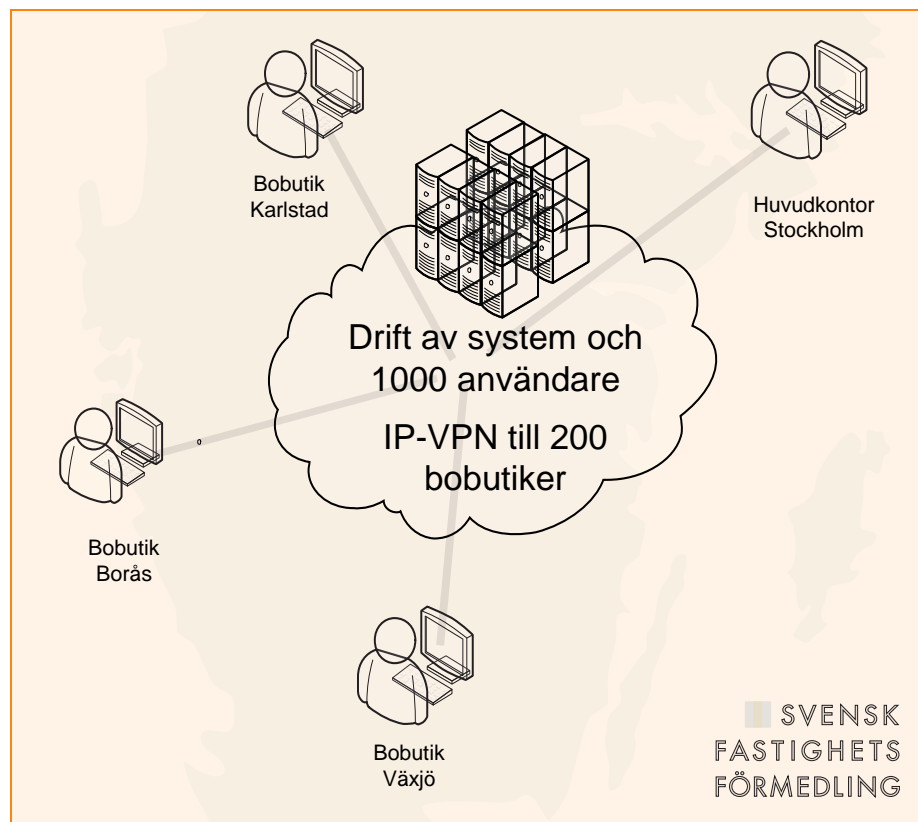 Bobutik
Karlstad
Huvudkontor
Stockholm
Drift av system och
1000 användare
IP-VPN till 200
bobutiker
Bobutik
Borås
Bobutik
Växjö
SVENSK
FASTIGHETS
FÖRMEDLING